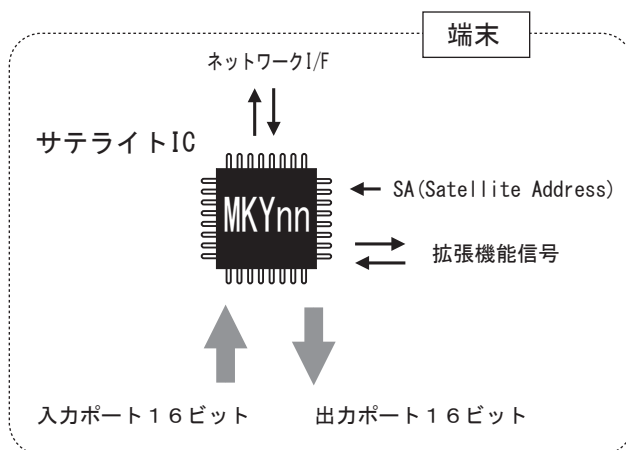 端末
ネットワークI/F
サテライトIC
MKYnn
SA(Satellite Address)
拡張機能信号
入力ポート１６ビット
出力ポート１６ビット